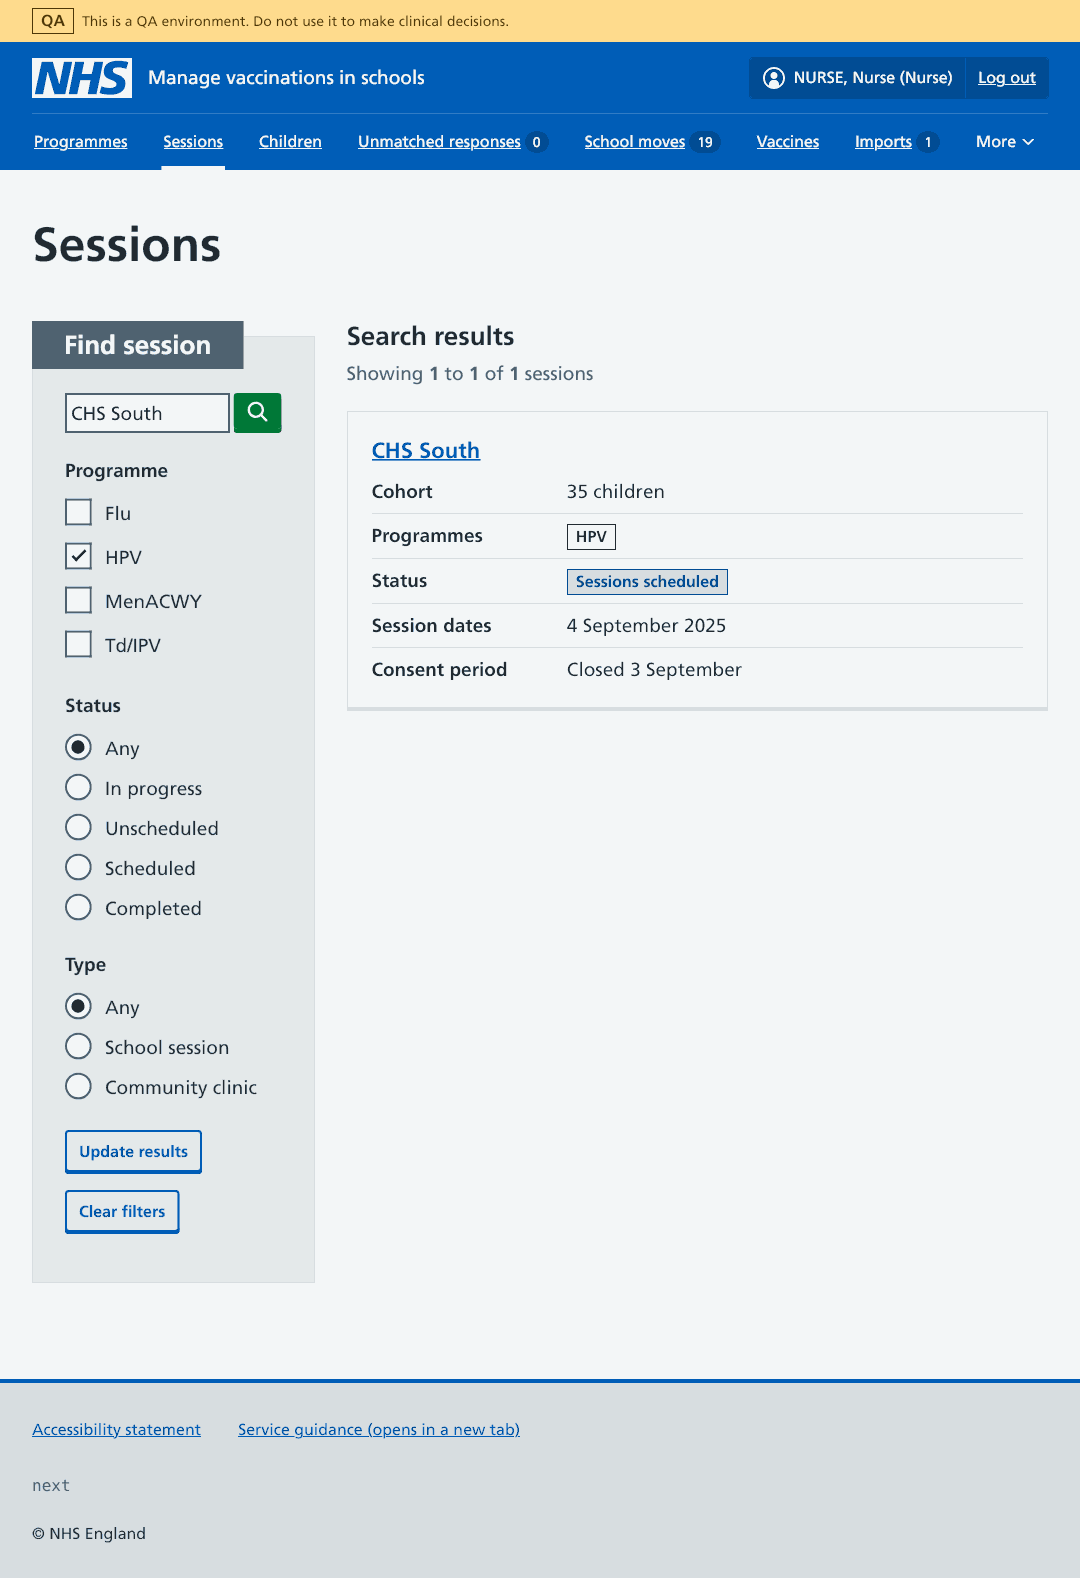 QA This is a QA environment. Do not use it to make clinical decisions.
NHS Manage vaccinations in schools NURSE, Nurse (Nurse) Log out
Programmes Sessions Children Unmatched responses 0 School moves 19 Vaccines Imports 1 More
Sessions
Find session
CHS South
Programme
Flu
HPV
MenACWY
Td/IPV
Status
Any
In progress
Unscheduled
Scheduled
Completed
Type
Any
School session
Community clinic
Update results
Clear filters
Search results
Showing 1 to 1 of 1 sessions
CHS South
Cohort 35 children
Programmes HPV
Status Sessions scheduled
Session dates 4 September 2025
Consent period Closed 3 September
Accessibility statement Service guidance (opens in a new tab)
next
© NHS England